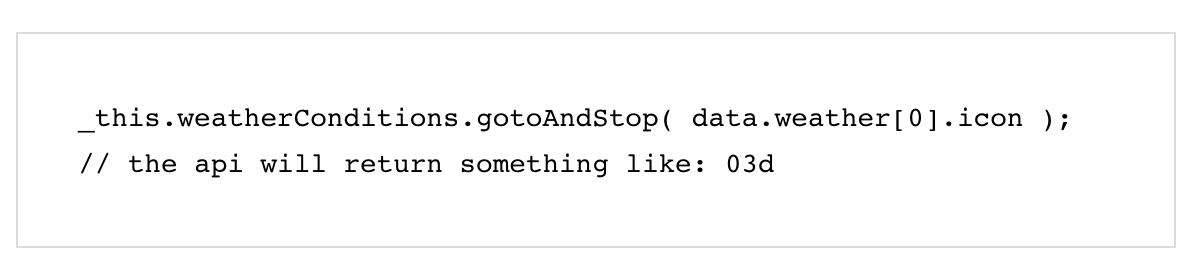 _this.weatherConditions.gotoAndStop( data.weather[0].icon );
// the api will return something like: 03d